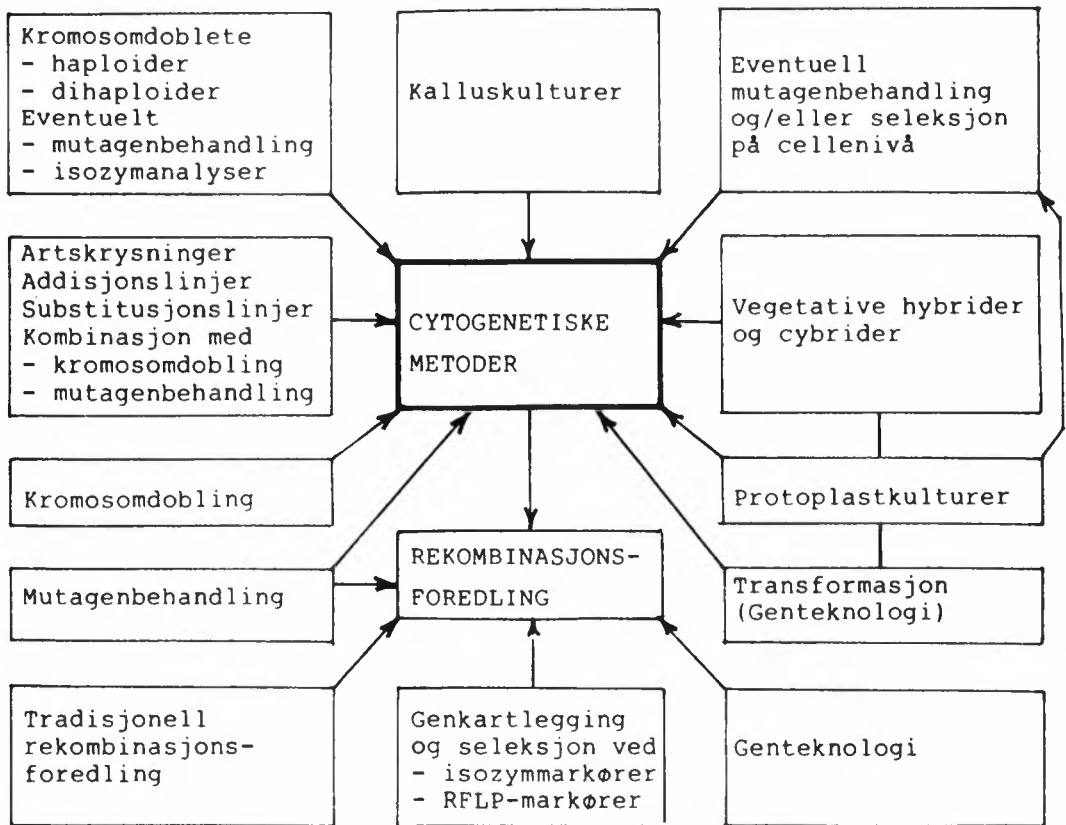 Kromosomdoblete
- haploider
- dihaploider
Eventuelt
- mutagenbehandling
- isozymanalyser
Kalluskulturer
Eventuell
mutagenbehandling
og/eller seleksjon
på cellenivå
Artskrysninger
Addisjonslinjer
Substitusjonslinjer
Kombinasjon med
- kromosomdobling
- mutagenbehandling
CYTOGENETISKE
METODER
Vegetative hybrider
og cybrider
Kromosomdobling
Protoplastkulturer
Mutagenbehandling
REKOMBINASJONS-
FOREDLING
Transformasjon
(Genteknologi)
Tradisjonell
rekombinasjons-
foredling
Genkartlegging
og seleksjon ved
- isozymmarkører
- RFLP-markører
Genteknologi